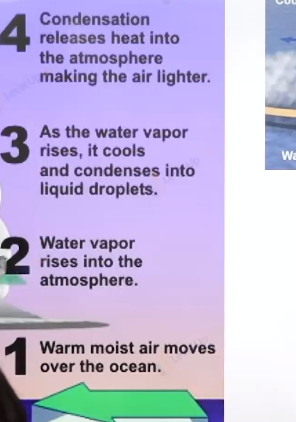 4 Condensation
releases heat into
the atmosphere
making the air lighter.
3 As the water vapor
rises, it cools
and condenses into
liquid droplets.
2 Water vapor
rises into the
atmosphere.
1 Warm moist air moves
over the ocean.